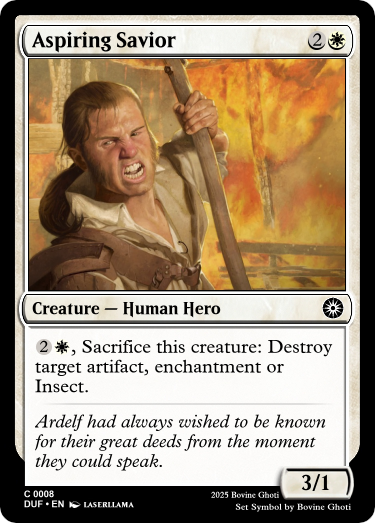 Aspiring Savior 2
Creature — Human Hero
2, Sacrifice this creature: Destroy
target artifact, enchantment or
Insect.
Ardelf had always wished to be known
for their great deeds from the moment
they could speak.
3/1
C 0008
DUF • EN LASERLLAMA
2025 Bovine Ghoti
Set Symbol by Bovine Ghoti